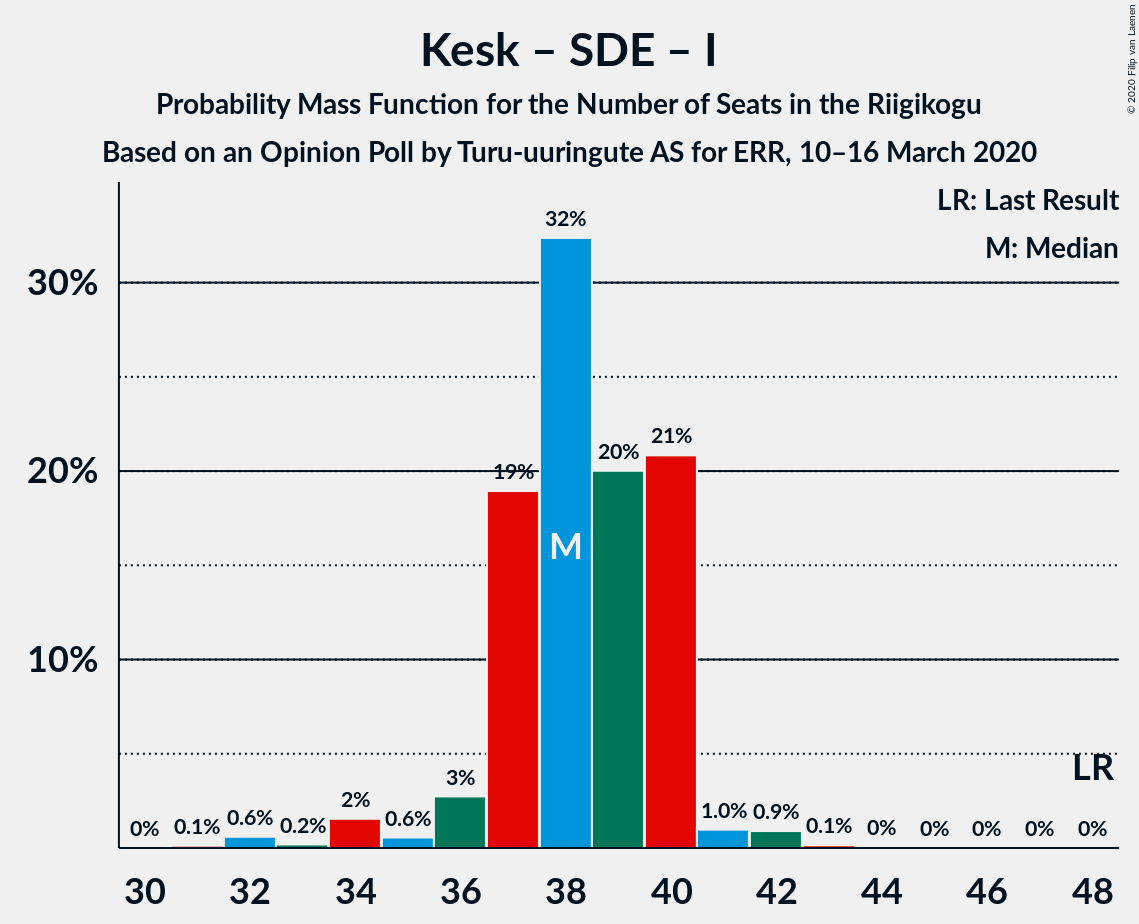 Kesk – SDE – I
Probability Mass Function for the Number of Seats in the Riigikogu
Based on an Opinion Poll by Turu-uuringute AS for ERR, 10–16 March 2020
© 2020 Filip van Laenen
LR: Last Result
M: Median
30%
20%
10%
0%
0.1%
0.6%
0.2%
2%
0.6%
3%
19%
32%
20%
21%
1.0%
0.9%
0.1%
0%
0%
0%
0%
0%
M
LR
30 32 34 36 38 40 42 44 46 48